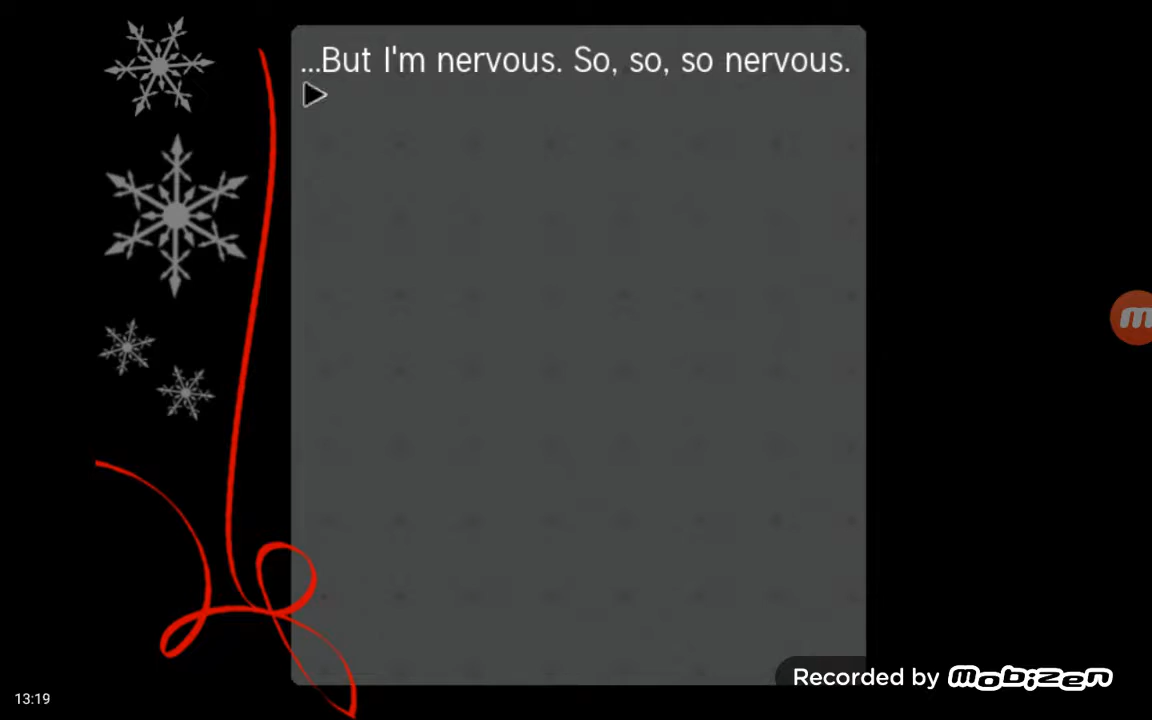 ...But I'm nervous. So, so, so nervous.
Recorded by MOBIZEN
13:19